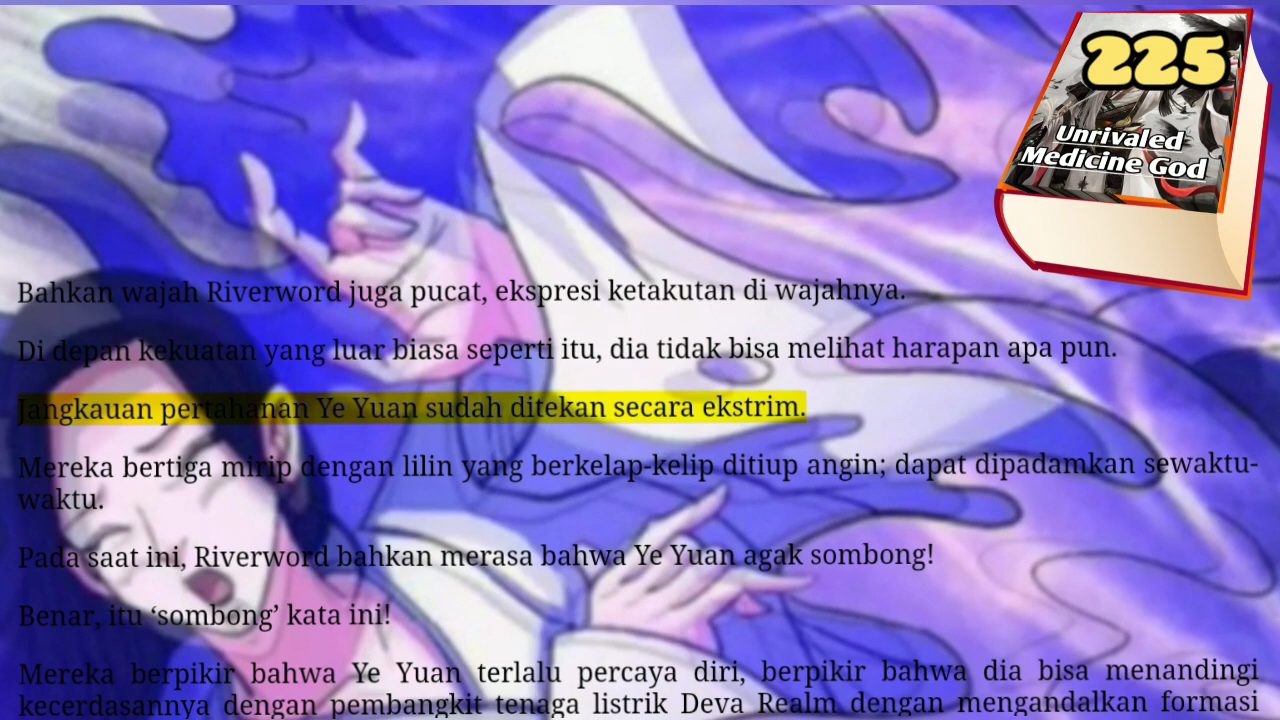 225
Unrivaled
Medicine God
Bahkan wajah Riverword juga pucat, ekspresi ketakutan di wajahnya.
Di depan kekuatan yang luar biasa seperti itu, dia tidak bisa melihat harapan apa pun.
Jangkauan pertahanan Ye Yuan sudah ditekan secara ekstrim.
Mereka bertiga mirip dengan lilin yang berkelap-kelip ditiup angin; dapat dipadamkan sewaktu-
waktu.
Pada saat ini, Riverword bahkan merasa bahwa Ye Yuan agak sombong!
Benar, itu ‘sombong’ kata ini!
Mereka berpikir bahwa Ye Yuan terlalu percaya diri, berpikir bahwa dia bisa menandingi
kecerdasannya dengan pembangkit tenaga listrik Deva Realm dengan mengandalkan formasi